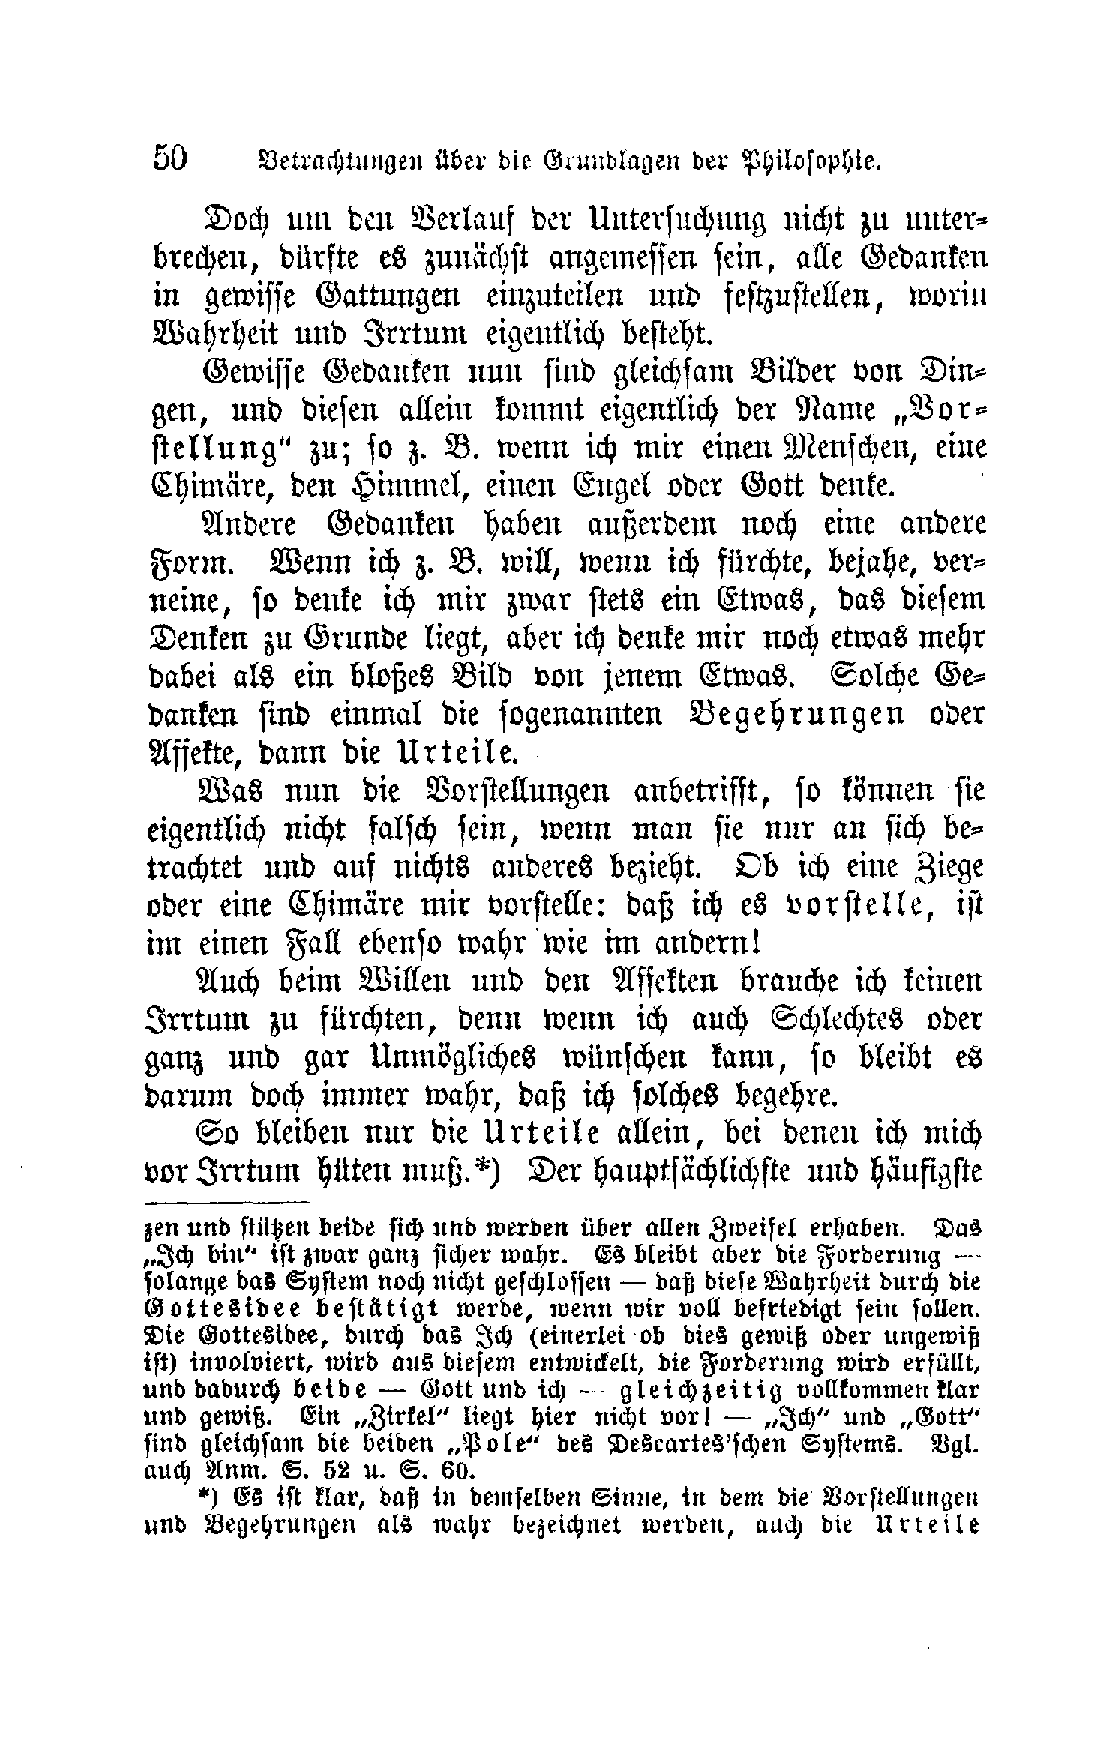 50 Betrachtungen über die Grundlagen der Philosophie.
Doch um den Verlauf der Untersuchung nicht zu unter-
brechen, dürfte es zunächst angemessen sein, alle Gedanken
in gewisse Gattungen einzuteilen und festzustellen, worin
Wahrheit und Irrtum eigentlich besteht.
Gewisse Gedanken nun sind gleichsam Bilder von Din-
gen, und diesen allein kommt eigentlich der Name „Vor-
stellung“ zu; so z. B. wenn ich mir einen Menschen, eine
Chimäre, den Himmel, einen Engel oder Gott denke.
Andere Gedanken haben außerdem noch eine andere
Form. Wenn ich z. B. will, wenn ich fürchte, bejahe, ver-
neine, so denke ich mir zwar stets ein Etwas, das diesem
Denken zu Grunde liegt, aber ich denke mir noch etwas mehr
dabei als ein bloßes Bild von jenem Etwas. Solche Ge-
danken sind einmal die sogenannten Begehrungen oder
Affekte, dann die Urteile.
Was nun die Vorstellungen anbetrifft, so können sie
eigentlich nicht falsch sein, wenn man sie nur an sich be-
trachtet und auf nichts anderes bezieht. Ob ich eine Ziege
oder eine Chimäre mir vorstelle: daß ich es vorstelle, ist
im einen Fall ebenso wahr wie im andern!
Auch beim Willen und den Affekten brauche ich keinen
Irrtum zu fürchten, denn wenn ich auch Schlechtes oder
ganz und gar Unmögliches wünschen kann, so bleibt es
darum doch immer wahr, daß ich solches begehre.
So bleiben nur die Urteile allein, bei denen ich mich
vor Irrtum hüten muß.*) Der hauptsächlichste und häufigste
zen und stützen beide sich und werden über allen Zweifel erhaben. Das
„Ich bin“ ist zwar ganz sicher wahr. Es bleibt aber die Forderung —
solange das System noch nicht geschlossen — daß diese Wahrheit durch die
Gottesidee bestätigt werde, wenn wir voll befriedigt sein sollen.
Die Gottesidee, durch das Ich (einerlei ob dies gewiß oder ungewiß
ist) involviert, wird aus diesem entwickelt, die Forderung wird erfüllt,
und dadurch beide — Gott und ich — gleichzeitig vollkommen klar
und gewiß. Ein „Zirkel“ liegt hier nicht vor! — „Ich“ und „Gott“
sind gleichsam die beiden „Pole“ des Descartes'schen Systems. Vgl.
auch Anm. S. 52 u. S. 60.
*) Es ist klar, daß in demselben Sinne, in dem die Vorstellungen
und Begehrungen als wahr bezeichnet werden, auch die Urteile